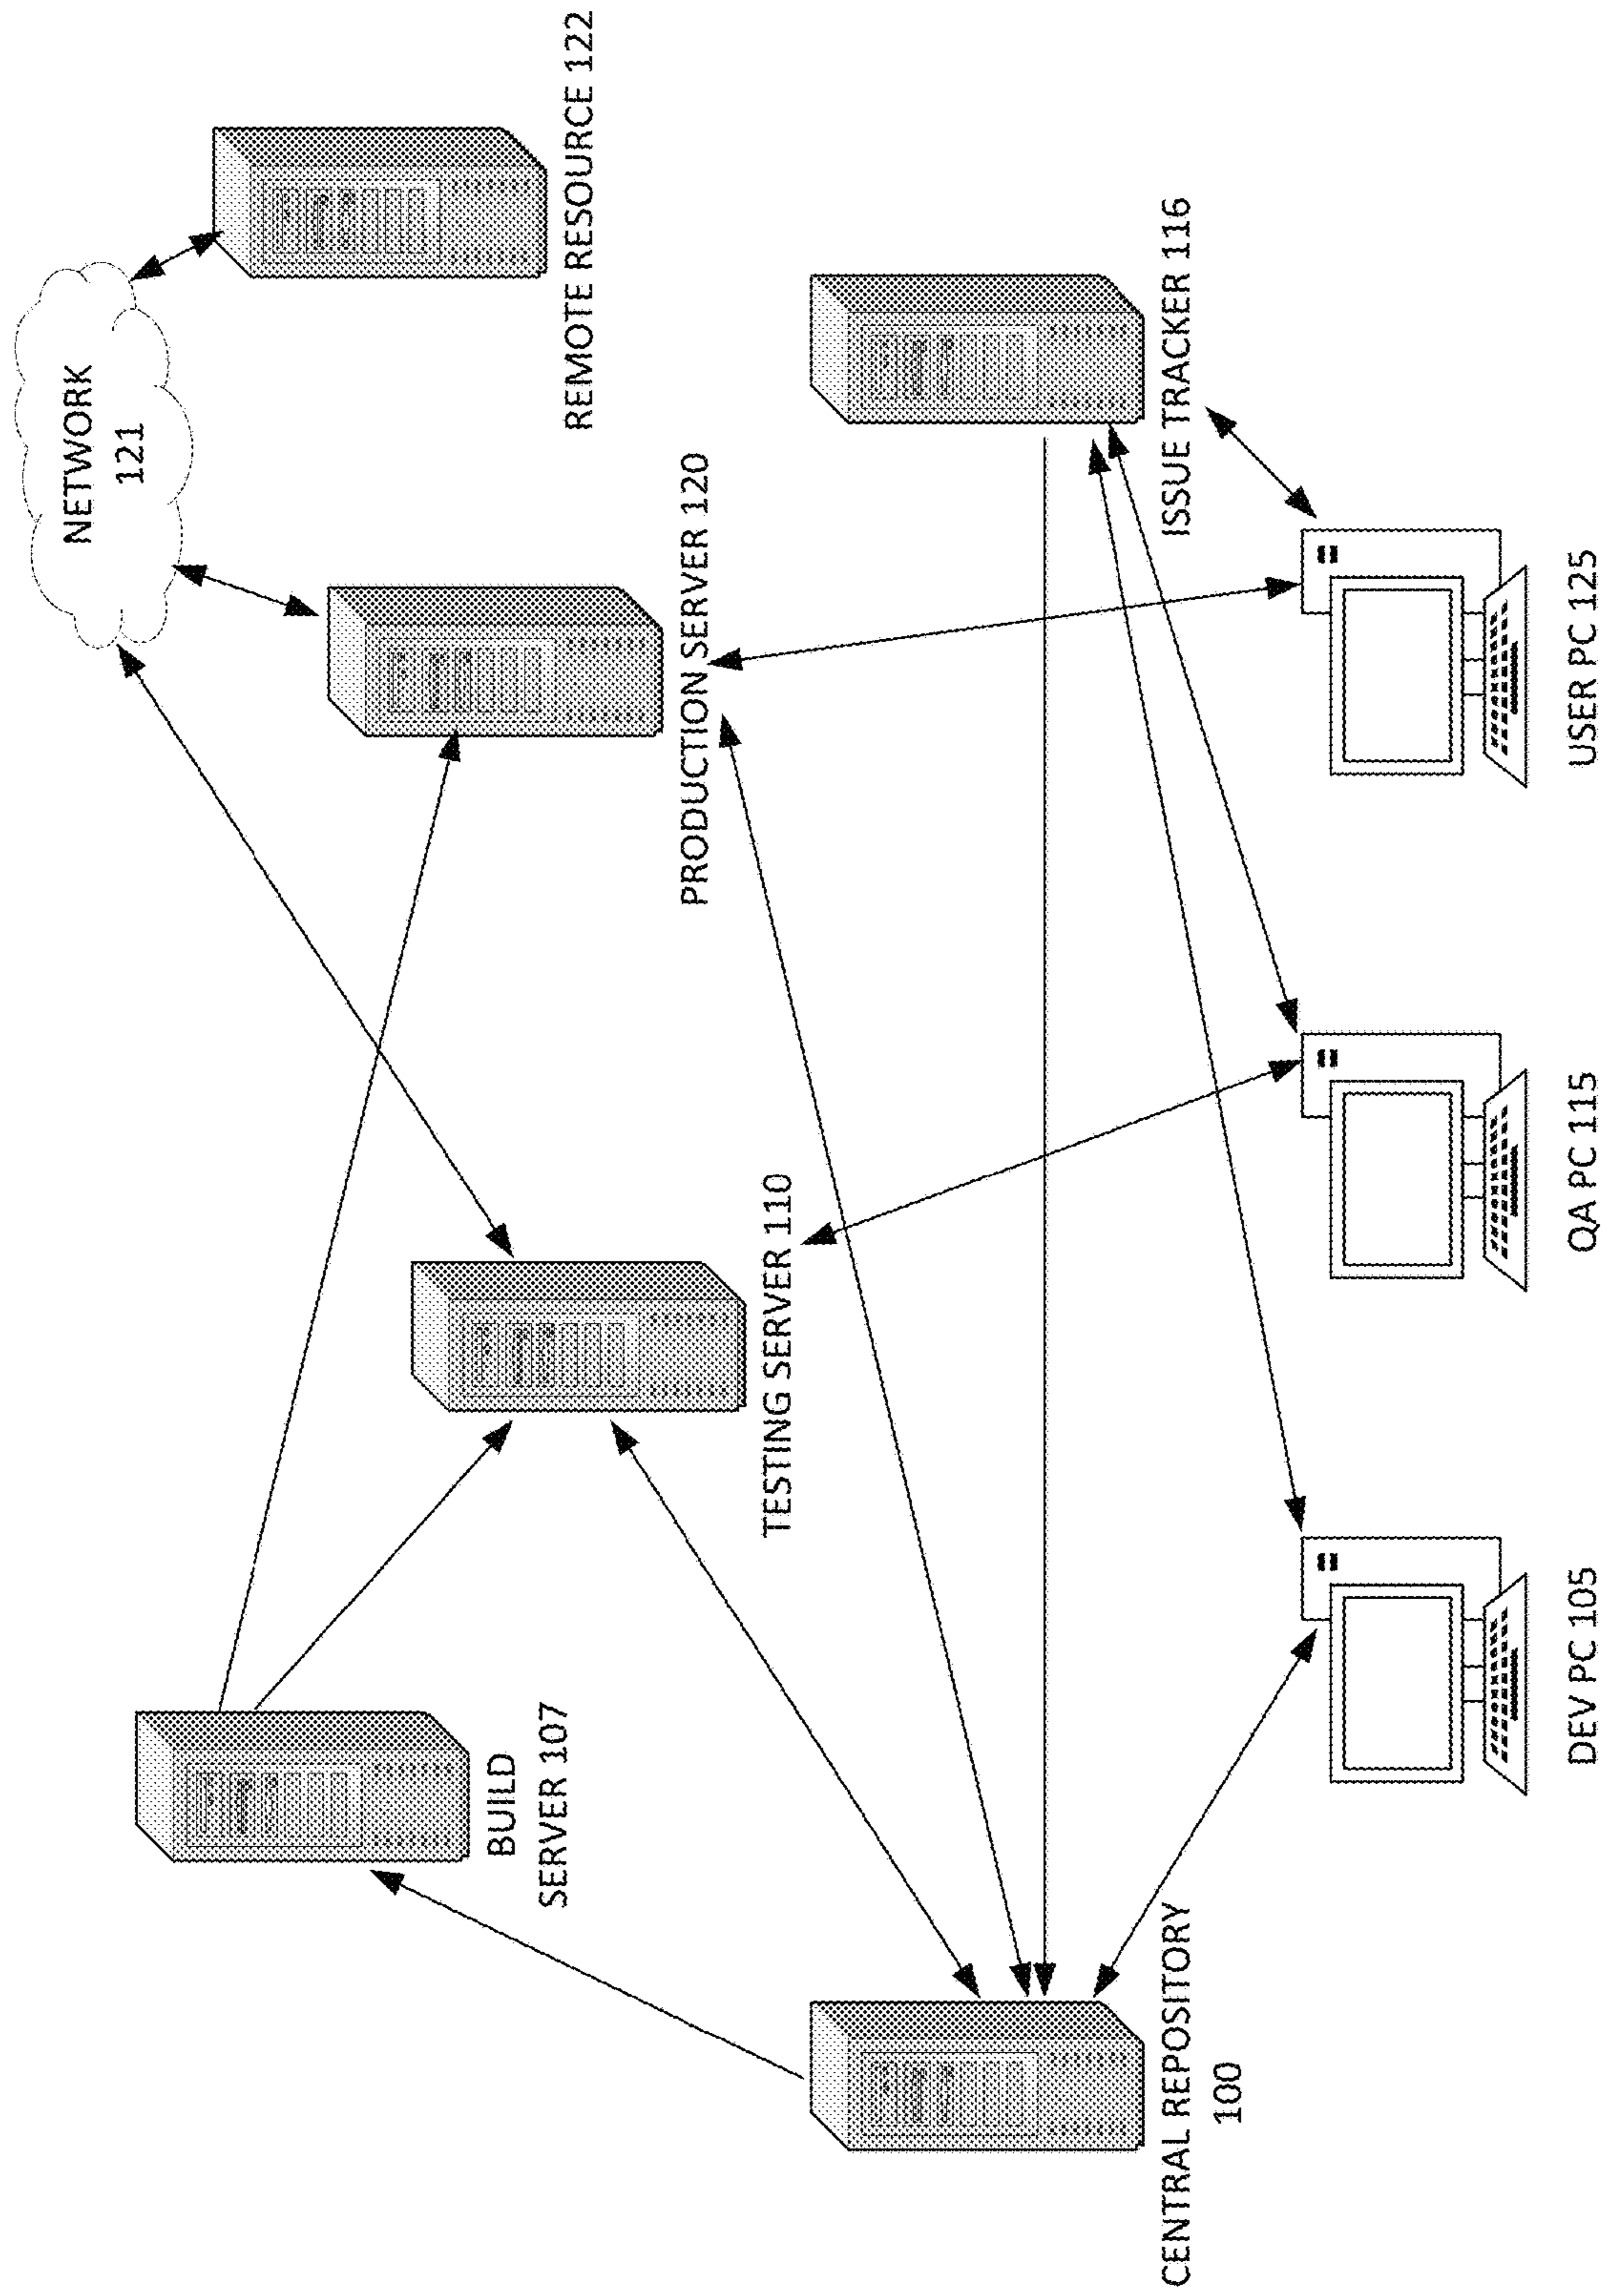 NETWORK
121
REMOTE RESOURCE 122
PRODUCTION SERVER 120
BUILD
SERVER 107
TESTING SERVER 110
ISSUE TRACKER 116
CENTRAL REPOSITORY
100
DEV PC 105
QA PC 115
USER PC 125